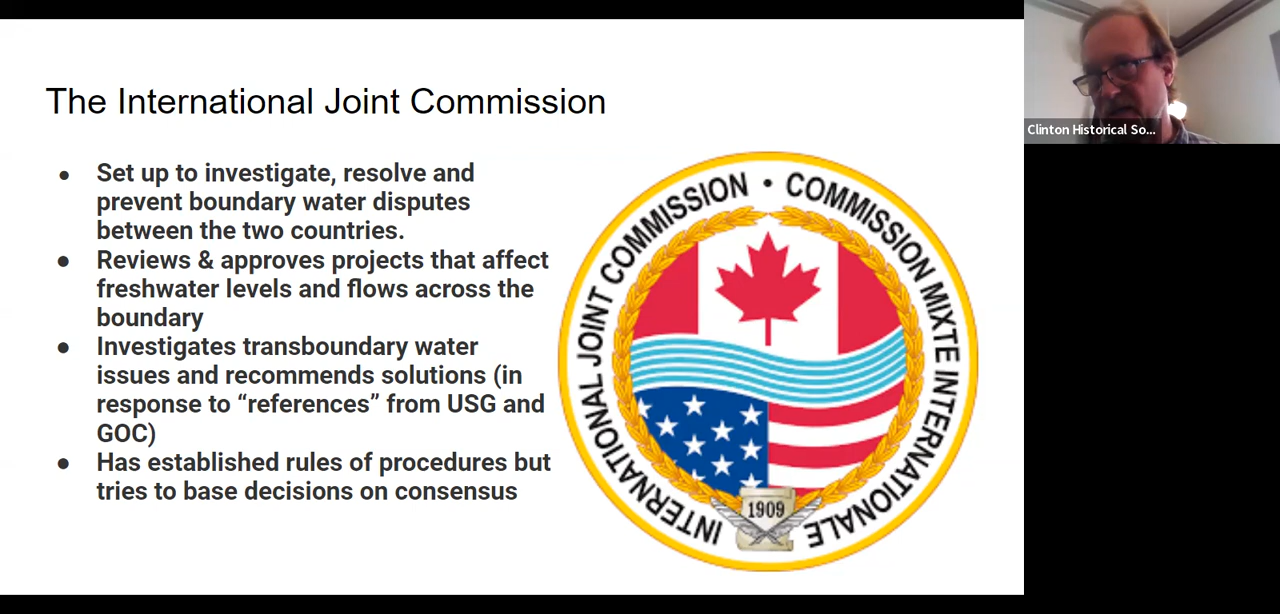 The International Joint Commission
Set up to investigate, resolve and
prevent boundary water disputes
between the two countries.
Reviews & approves projects that affect
freshwater levels and flows across the
boundary
Investigates transboundary water
issues and recommends solutions (in
response to “references” from USG and
GOC)
Has established rules of procedures but
tries to base decisions on consensus
INTERNATIONAL JOINT COMMISSION • COMMISSION MIXTE INTERNATIONALE
1909
Clinton Historical So...